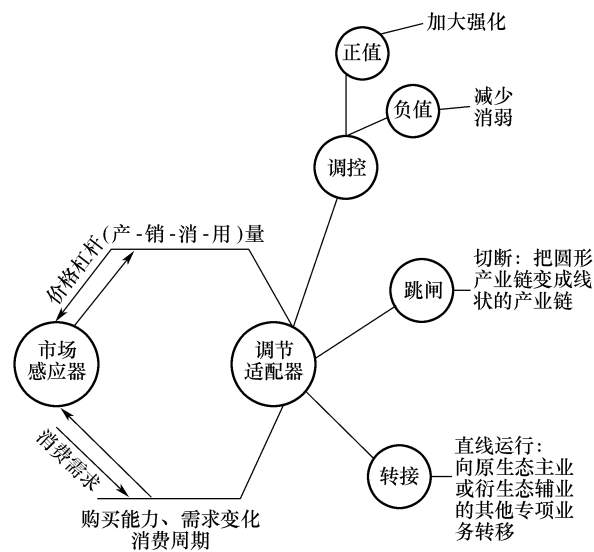 加大强化
正值
负值
减少
消弱
调控
(产-销-消-用)量
价格杠杆
切断：把圆形
产业链变成线
状的产业链
跳闸
市场
感应器
调节
适配器
消费需求
直线运行：
向原生态主业
或衍生态辅业
的其他专项业
务转移
转接
购买能力、需求变化
消费周期